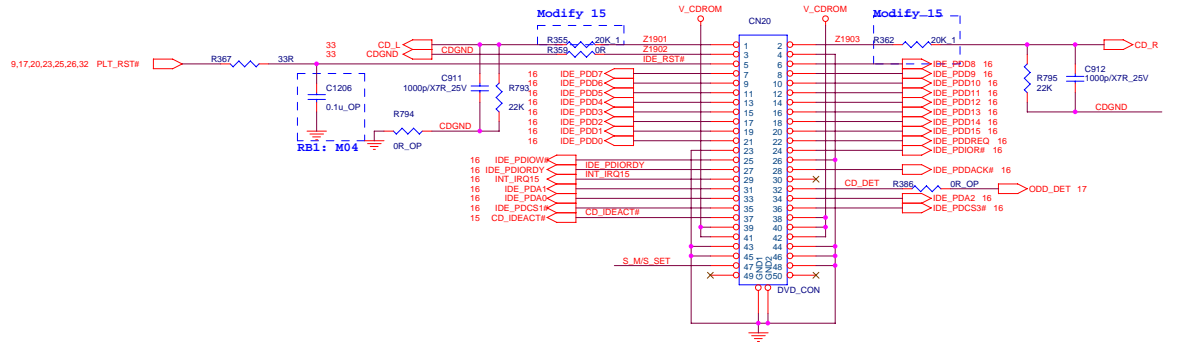 Modify 15
V_CDROM
CN20
V_CDROM
Modify 15
33 CD_L
R355 20K_1 Z1901
1 2
Z1903 R362 20K_1
CD_R
33 CDGND
CDGND
R359 0R Z1902
3 4
9,17,20,23,25,26,32 PLT_RST#
R367 33R
IDE_RST#
5 6
IDE_PDD8 16
16 IDE_PDD7
7 8
IDE_PDD9 16
16 IDE_PDD6
9 10
IDE_PDD10 16
16 IDE_PDD5
11 12
IDE_PDD11 16
16 IDE_PDD4
13 14
IDE_PDD12 16
16 IDE_PDD3
15 16
IDE_PDD13 16
16 IDE_PDD2
17 18
IDE_PDD14 16
16 IDE_PDD1
19 20
IDE_PDD15 16
16 IDE_PDD0
21 22
IDE_PDDREQ 16
23 24
IDE_PDIOR# 16
C1206
0.1u_OP
RB1: M04
C911
1000p/X7R_25V
R793
22K
R794
0R_OP
CDGND
R795
22K
C912
1000p/X7R_25V
CDGND
16 IDE_PDIOW#
25 26
16 IDE_PDIORDY
IDE_PDIORDY
27 28
IDE_PDDACK# 16
16 INT_IRQ15
INT_IRQ15
29 30
16 IDE_PDA1
31 32
CD_DET R386 0R_OP
ODD_DET 17
16 IDE_PDA0
33 34
IDE_PDA2 16
16 IDE_PDCS1#
35 36
IDE_PDCS3# 16
15 CD_IDEACT#
CD_IDEACT#
37 38
39 40
41 42
43 44
45 46
S_M/S_SET
47 48
49 50
GND1
GND2
DVD_CON